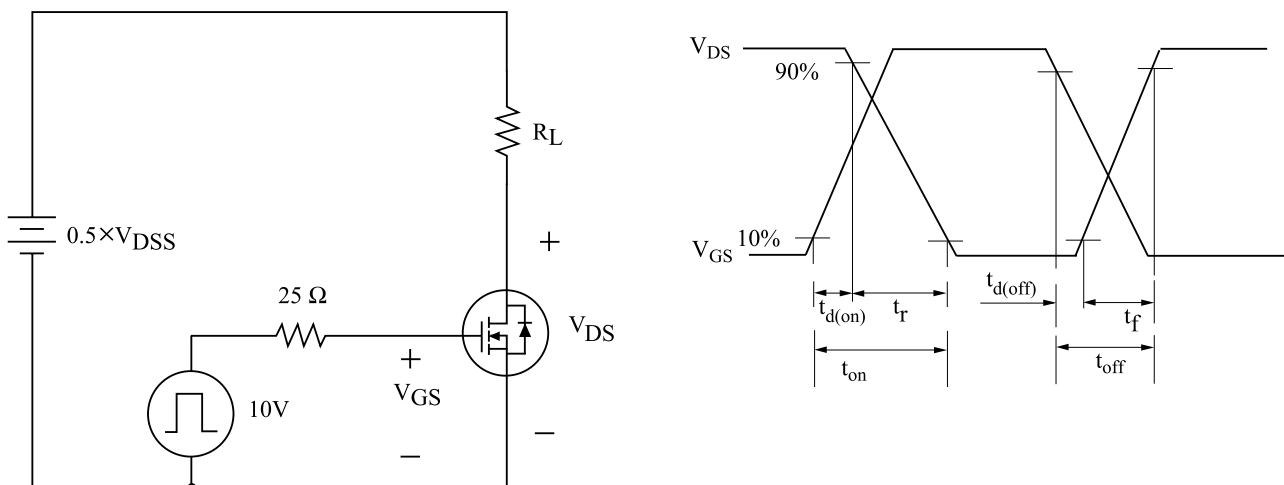 R_L
0.5×V_DSS
+
25 Ω
V_DS
+
V_GS
10V
−
−
V_DS
90%
V_GS
10%
t_d(on)
t_r
t_d(off)
t_f
t_on
t_off